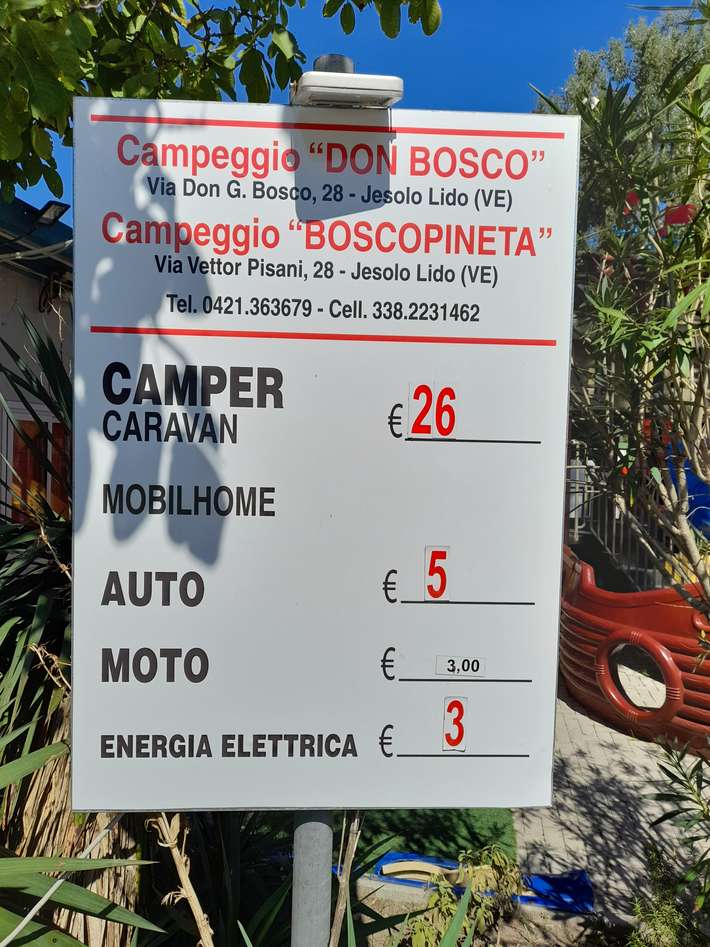 Campeggio “DON BOSCO”
Via Don G. Bosco, 28 - Jesolo Lido (VE)
Campeggio “BOSCOPINETA”
Via Vettor Pisani, 28 - Jesolo Lido (VE)
Tel. 0421.363679 - Cell. 338.2231462
CAMPER
CARAVAN € 26
MOBILHOME
AUTO € 5
MOTO € 3,00
ENERGIA ELETTRICA € 3